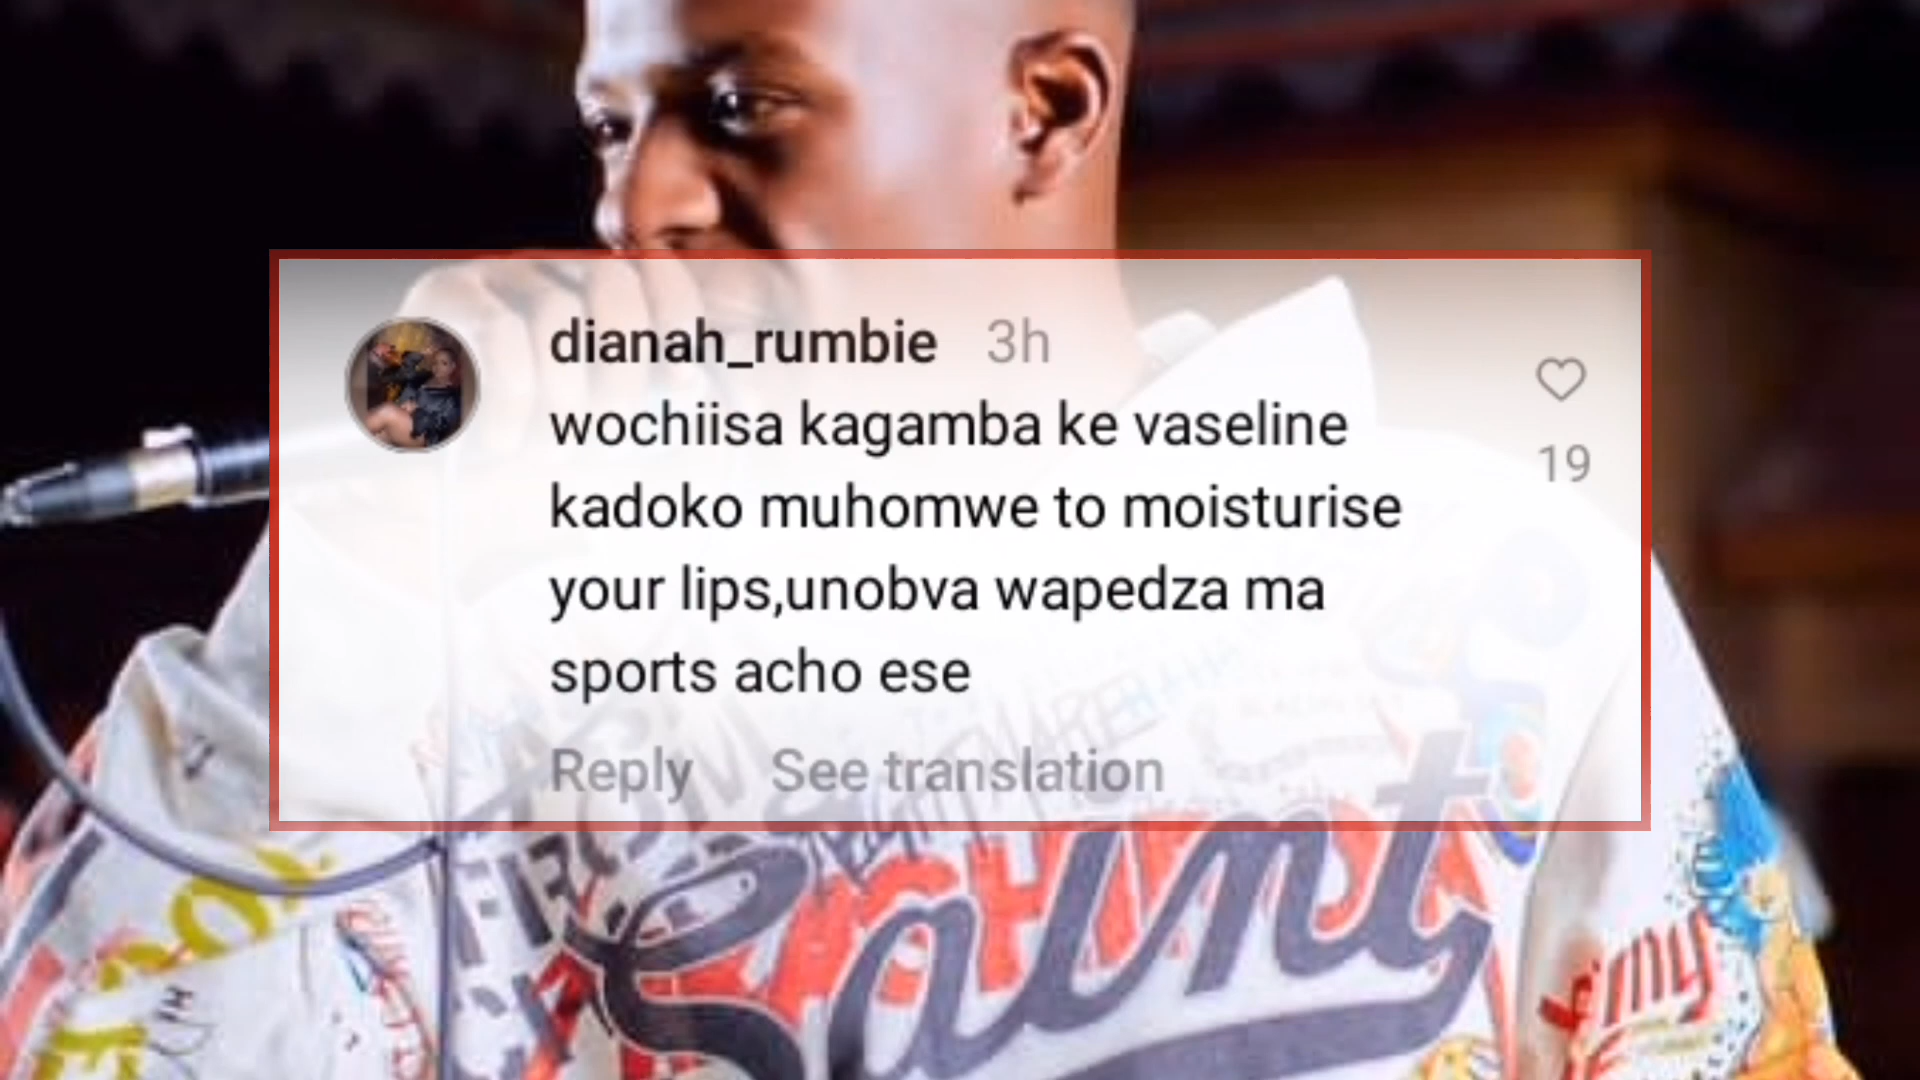 dianah_rumbie 3h
wochiisa kagamba ke vaseline
19
kadoko muhomwe to moisturise
your lips,unobva wapedza ma
sports acho ese
Reply See translation
Saint